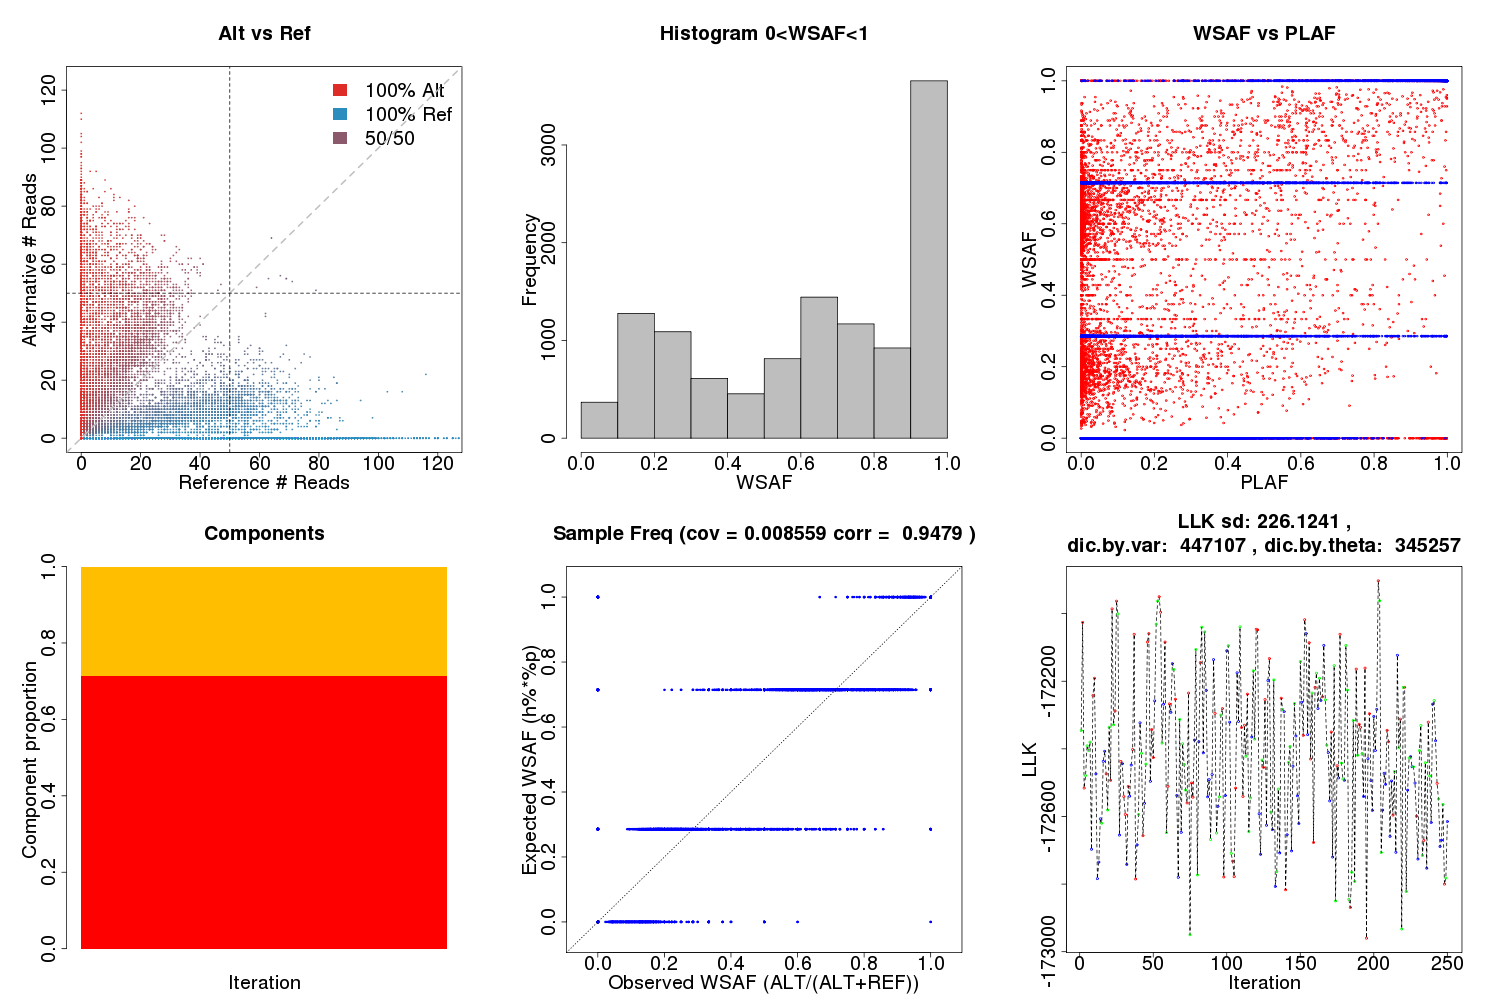 Alt vs Ref
Alternative # Reads
0 20 40 60 80 100 120
100% Alt
100% Ref
50/50
0 20 40 60 80 100 120
Reference # Reads
Histogram 0<WSAF<1
Frequency
0 1000 2000 3000
0.0 0.2 0.4 0.6 0.8 1.0
WSAF
WSAF vs PLAF
WSAF
0.0 0.2 0.4 0.6 0.8 1.0
0.0 0.2 0.4 0.6 0.8 1.0
PLAF
Components
Component proportion
0.0 0.2 0.4 0.6 0.8 1.0
Iteration
Sample Freq (cov = 0.008559 corr = 0.9479 )
Expected WSAF (h%*%p)
0.0 0.2 0.4 0.6 0.8 1.0
0.0 0.2 0.4 0.6 0.8 1.0
Observed WSAF (ALT/(ALT+REF))
LLK sd: 226.1241 ,
dic.by.var: 447107 , dic.by.theta: 345257
LLK
-173000 -172600 -172200
0 50 100 150 200 250
Iteration